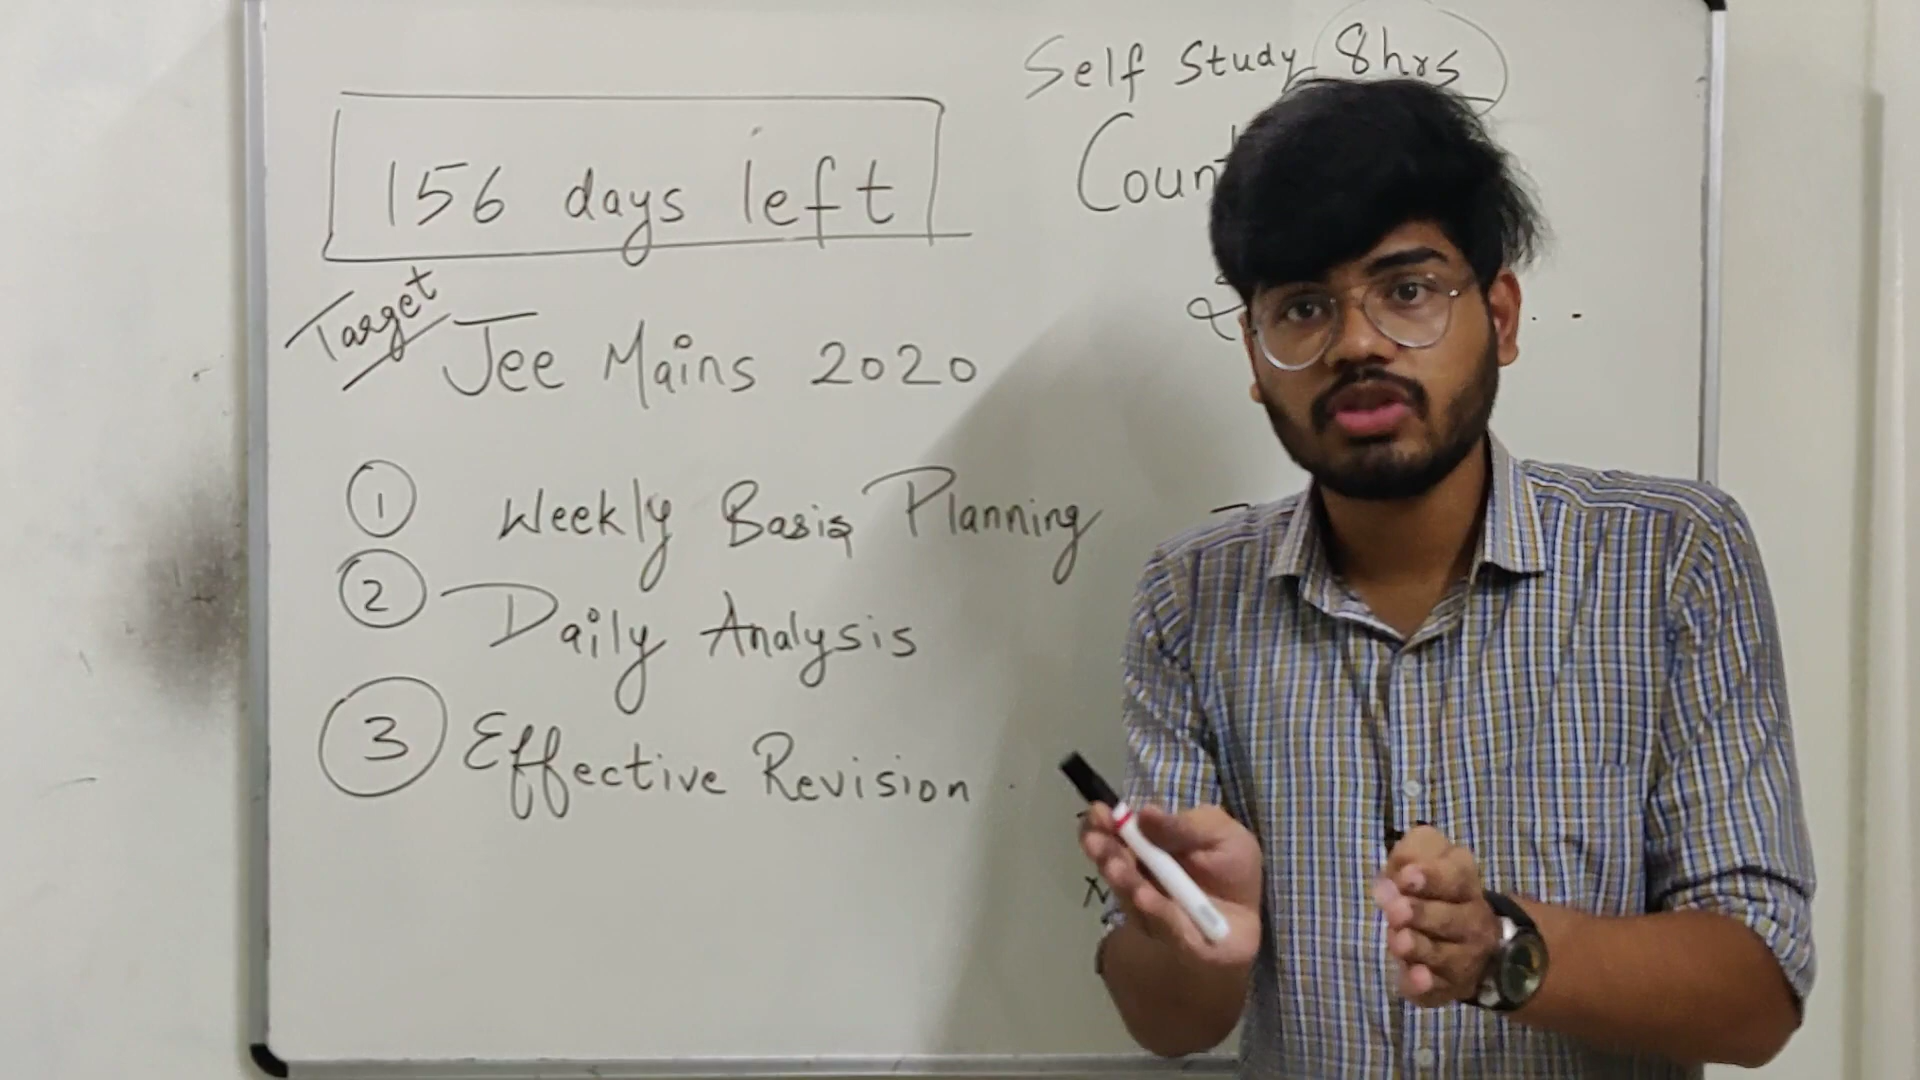 156 days left
Target
Jee Mains 2020
1 Weekly Basis Planning
2 Daily Analysis
3 Effective Revision
Self Study 8hrs